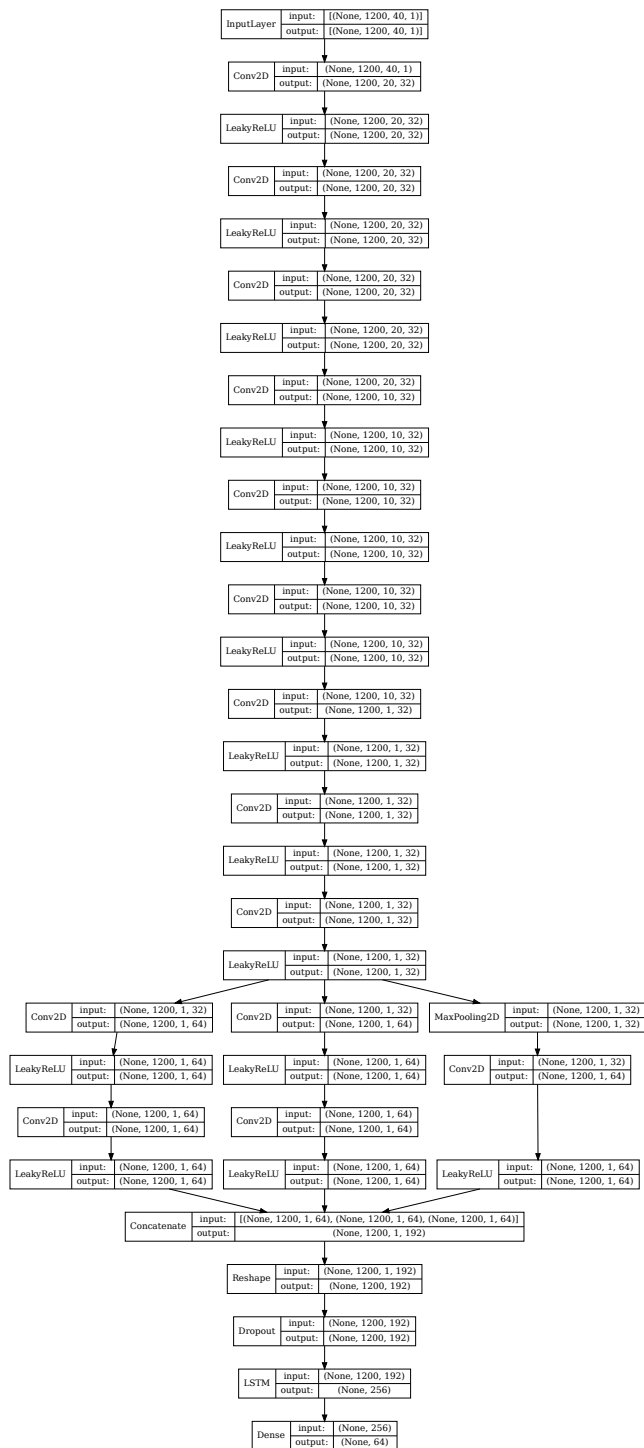 InputLayer input: [(None, 1200, 40, 1)]
output: [(None, 1200, 40, 1)]
Conv2D input: (None, 1200, 40, 1)
output: (None, 1200, 20, 32)
LeakyReLU input: (None, 1200, 20, 32)
output: (None, 1200, 20, 32)
Conv2D input: (None, 1200, 20, 32)
output: (None, 1200, 20, 32)
LeakyReLU input: (None, 1200, 20, 32)
output: (None, 1200, 20, 32)
Conv2D input: (None, 1200, 20, 32)
output: (None, 1200, 20, 32)
LeakyReLU input: (None, 1200, 20, 32)
output: (None, 1200, 20, 32)
Conv2D input: (None, 1200, 20, 32)
output: (None, 1200, 10, 32)
LeakyReLU input: (None, 1200, 10, 32)
output: (None, 1200, 10, 32)
Conv2D input: (None, 1200, 10, 32)
output: (None, 1200, 10, 32)
LeakyReLU input: (None, 1200, 10, 32)
output: (None, 1200, 10, 32)
Conv2D input: (None, 1200, 10, 32)
output: (None, 1200, 10, 32)
LeakyReLU input: (None, 1200, 10, 32)
output: (None, 1200, 10, 32)
Conv2D input: (None, 1200, 10, 32)
output: (None, 1200, 1, 32)
LeakyReLU input: (None, 1200, 1, 32)
output: (None, 1200, 1, 32)
Conv2D input: (None, 1200, 1, 32)
output: (None, 1200, 1, 32)
LeakyReLU input: (None, 1200, 1, 32)
output: (None, 1200, 1, 32)
Conv2D input: (None, 1200, 1, 32)
output: (None, 1200, 1, 32)
LeakyReLU input: (None, 1200, 1, 32)
output: (None, 1200, 1, 32)
Conv2D input: (None, 1200, 1, 32)
output: (None, 1200, 1, 64)
Conv2D input: (None, 1200, 1, 32)
output: (None, 1200, 1, 64)
MaxPooling2D input: (None, 1200, 1, 32)
output: (None, 1200, 1, 32)
LeakyReLU input: (None, 1200, 1, 64)
output: (None, 1200, 1, 64)
LeakyReLU input: (None, 1200, 1, 64)
output: (None, 1200, 1, 64)
Conv2D input: (None, 1200, 1, 32)
output: (None, 1200, 1, 64)
Conv2D input: (None, 1200, 1, 64)
output: (None, 1200, 1, 64)
Conv2D input: (None, 1200, 1, 64)
output: (None, 1200, 1, 64)
LeakyReLU input: (None, 1200, 1, 64)
output: (None, 1200, 1, 64)
LeakyReLU input: (None, 1200, 1, 64)
output: (None, 1200, 1, 64)
LeakyReLU input: (None, 1200, 1, 64)
output: (None, 1200, 1, 64)
Concatenate input: [(None, 1200, 1, 64), (None, 1200, 1, 64), (None, 1200, 1, 64)]
output: (None, 1200, 1, 192)
Reshape input: (None, 1200, 1, 192)
output: (None, 1200, 192)
Dropout input: (None, 1200, 192)
output: (None, 1200, 192)
LSTM input: (None, 1200, 192)
output: (None, 256)
Dense input: (None, 256)
output: (None, 64)